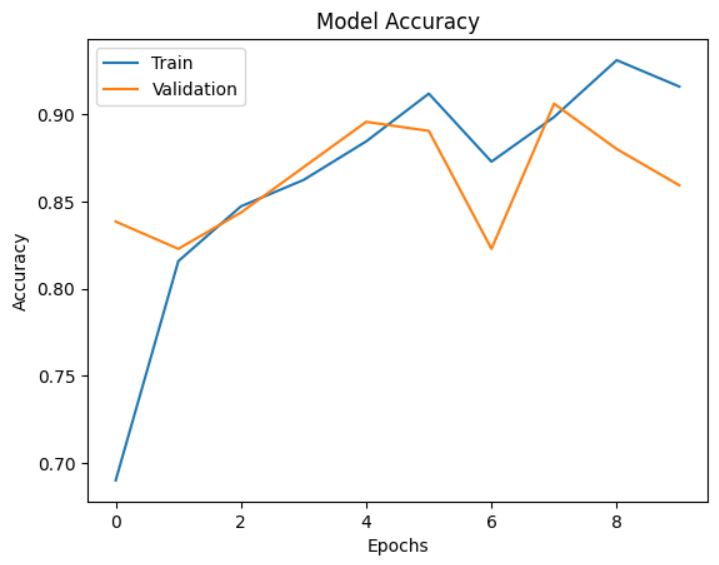 Model Accuracy
Train
Validation
0.90
0.85
0.80
0.75
0.70
Accuracy
0 2 4 6 8
Epochs